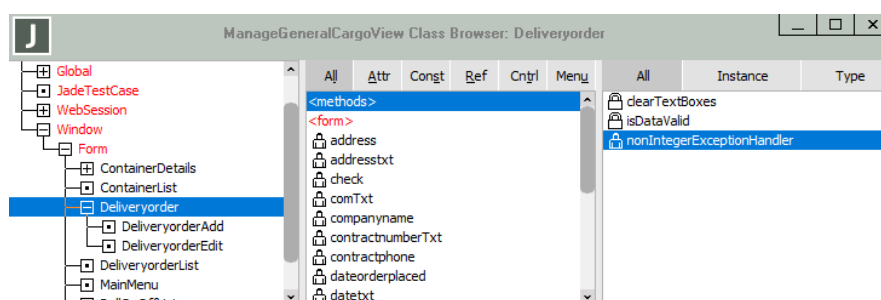 J
ManageGeneralCargoView Class Browser: Deliveryorder
Global
JadeTestCase
WebSession
Window
Form
ContainerDetails
ContainerList
Deliveryorder
DeliveryorderAdd
DeliveryorderEdit
DeliveryorderList
MainMenu
All Attr Const Ref Cntrl Menu
<methods>
<form>
address
addresstxt
check
comTxt
companyname
contractnumberTxt
contractphone
dateorderplaced
datetxt
All Instance Type
clearTextBoxes
isDataValid
nonIntegerExceptionHandler